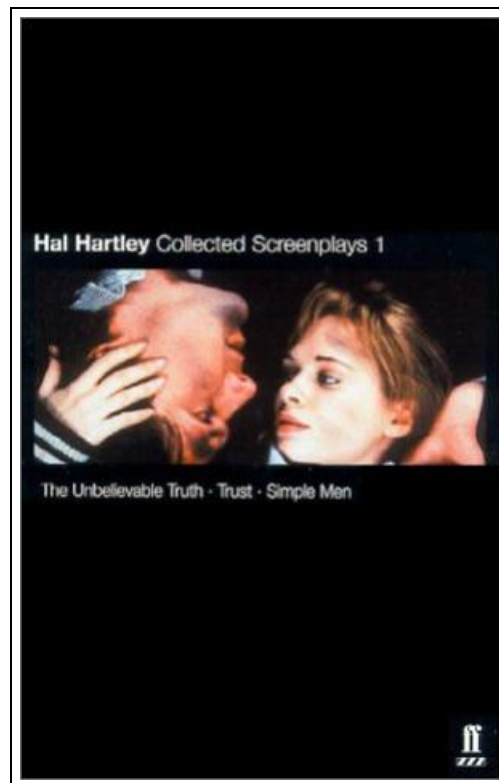 Hal Hartley Collected Screenplays 1
The Unbelievable Truth · Trust · Simple Men
ff